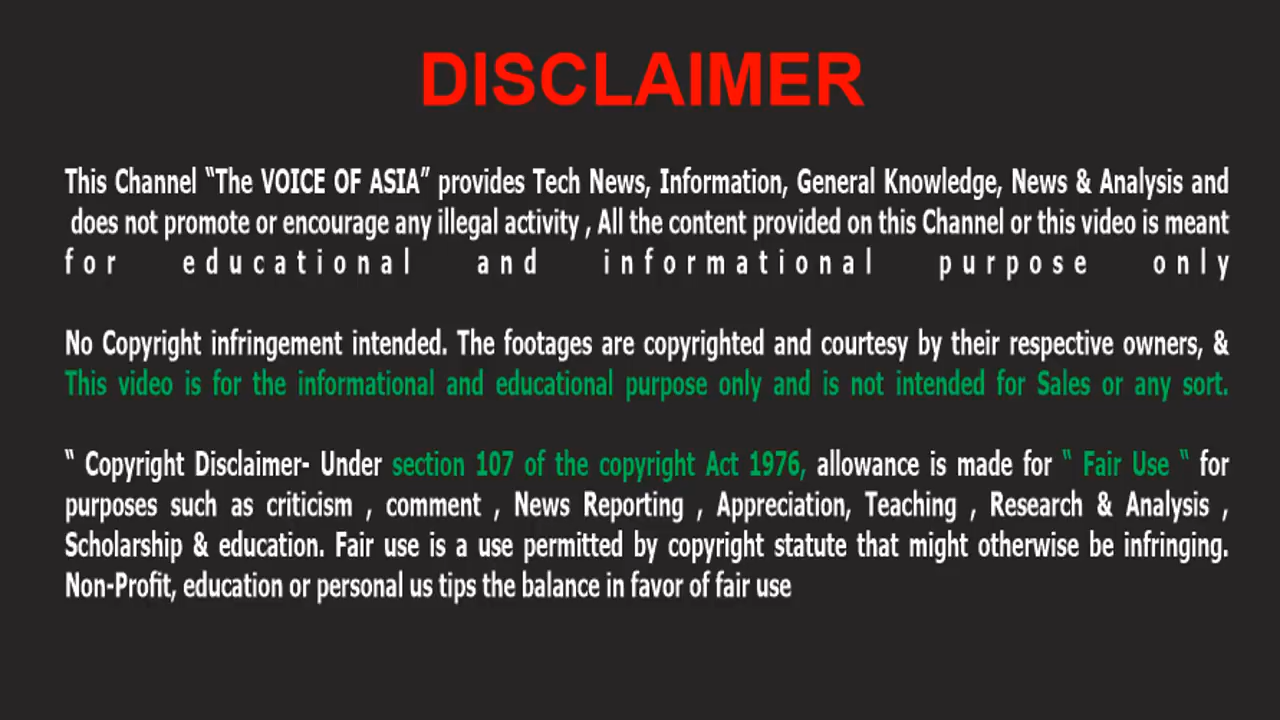 DISCLAIMER
This Channel “The VOICE OF ASIA” provides Tech News, Information, General Knowledge, News & Analysis and
does not promote or encourage any illegal activity , All the content provided on this Channel or this video is meant
for educational and informational purpose only
No Copyright infringement intended. The footages are copyrighted and courtesy by their respective owners, &
This video is for the informational and educational purpose only and is not intended for Sales or any sort.
“ Copyright Disclaimer- Under section 107 of the copyright Act 1976, allowance is made for “ Fair Use “ for
purposes such as criticism , comment , News Reporting , Appreciation, Teaching , Research & Analysis ,
Scholarship & education. Fair use is a use permitted by copyright statute that might otherwise be infringing.
Non-Profit, education or personal us tips the balance in favor of fair use